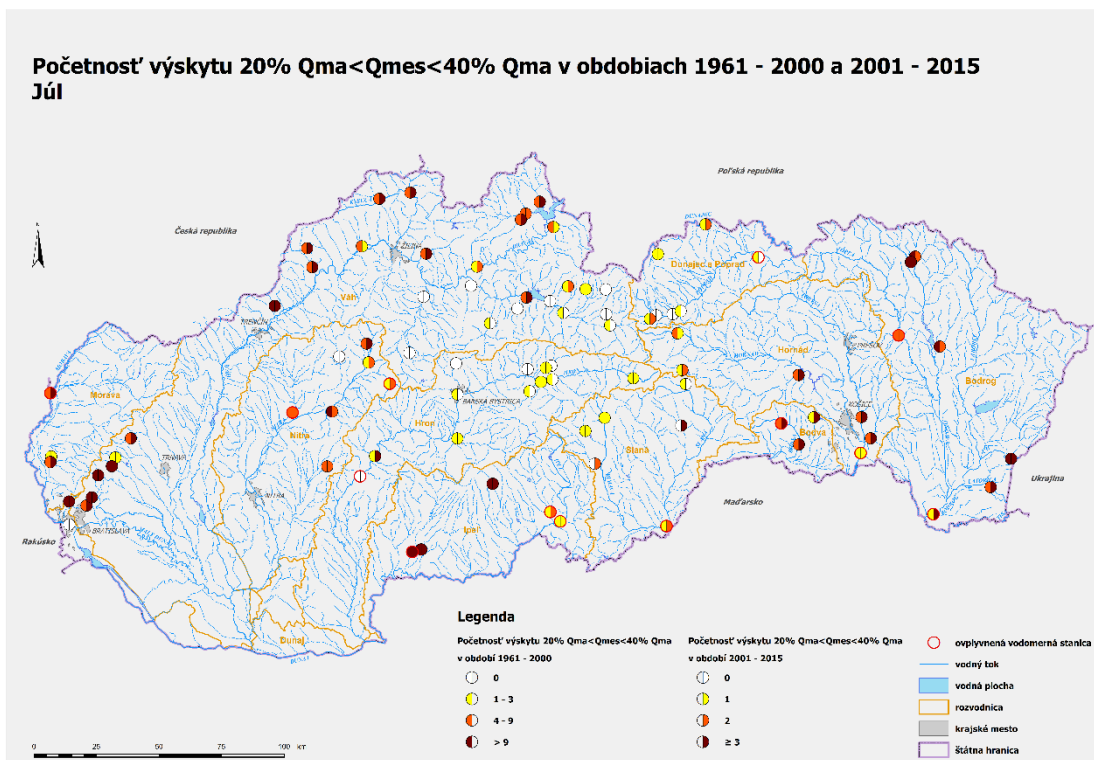 Početnosť výskytu 20% Qma<Qmes<40% Qma v obdobiach 1961 - 2000 a 2001 - 2015
Júl
Poľská republika
Česká republika
DUNAJEC
ŽILINA
Dunajec a Poprad
Váh
TRENČÍN
Hornád
Morava
BANSKÁ BYSTRICA
Bodrog
KOŠICE
Hron
Nitra
Bodva
Slaná
TRNAVA
Ukrajina
Maďarsko
NITRA
Ipeľ
BRATISLAVA
Rakúsko
Dunaj
DUNAJ
Legenda
Početnosť výskytu 20% Qma<Qmes<40% Qma
v období 1961 - 2000
0
1 - 3
4 - 9
> 9
Početnosť výskytu 20% Qma<Qmes<40% Qma
v období 2001 - 2015
0
1
2
≥ 3
ovplyvnená vodomerná stanica
vodný tok
vodná plocha
rozvodnica
krajské mesto
štátna hranica
0 25 50 100 km